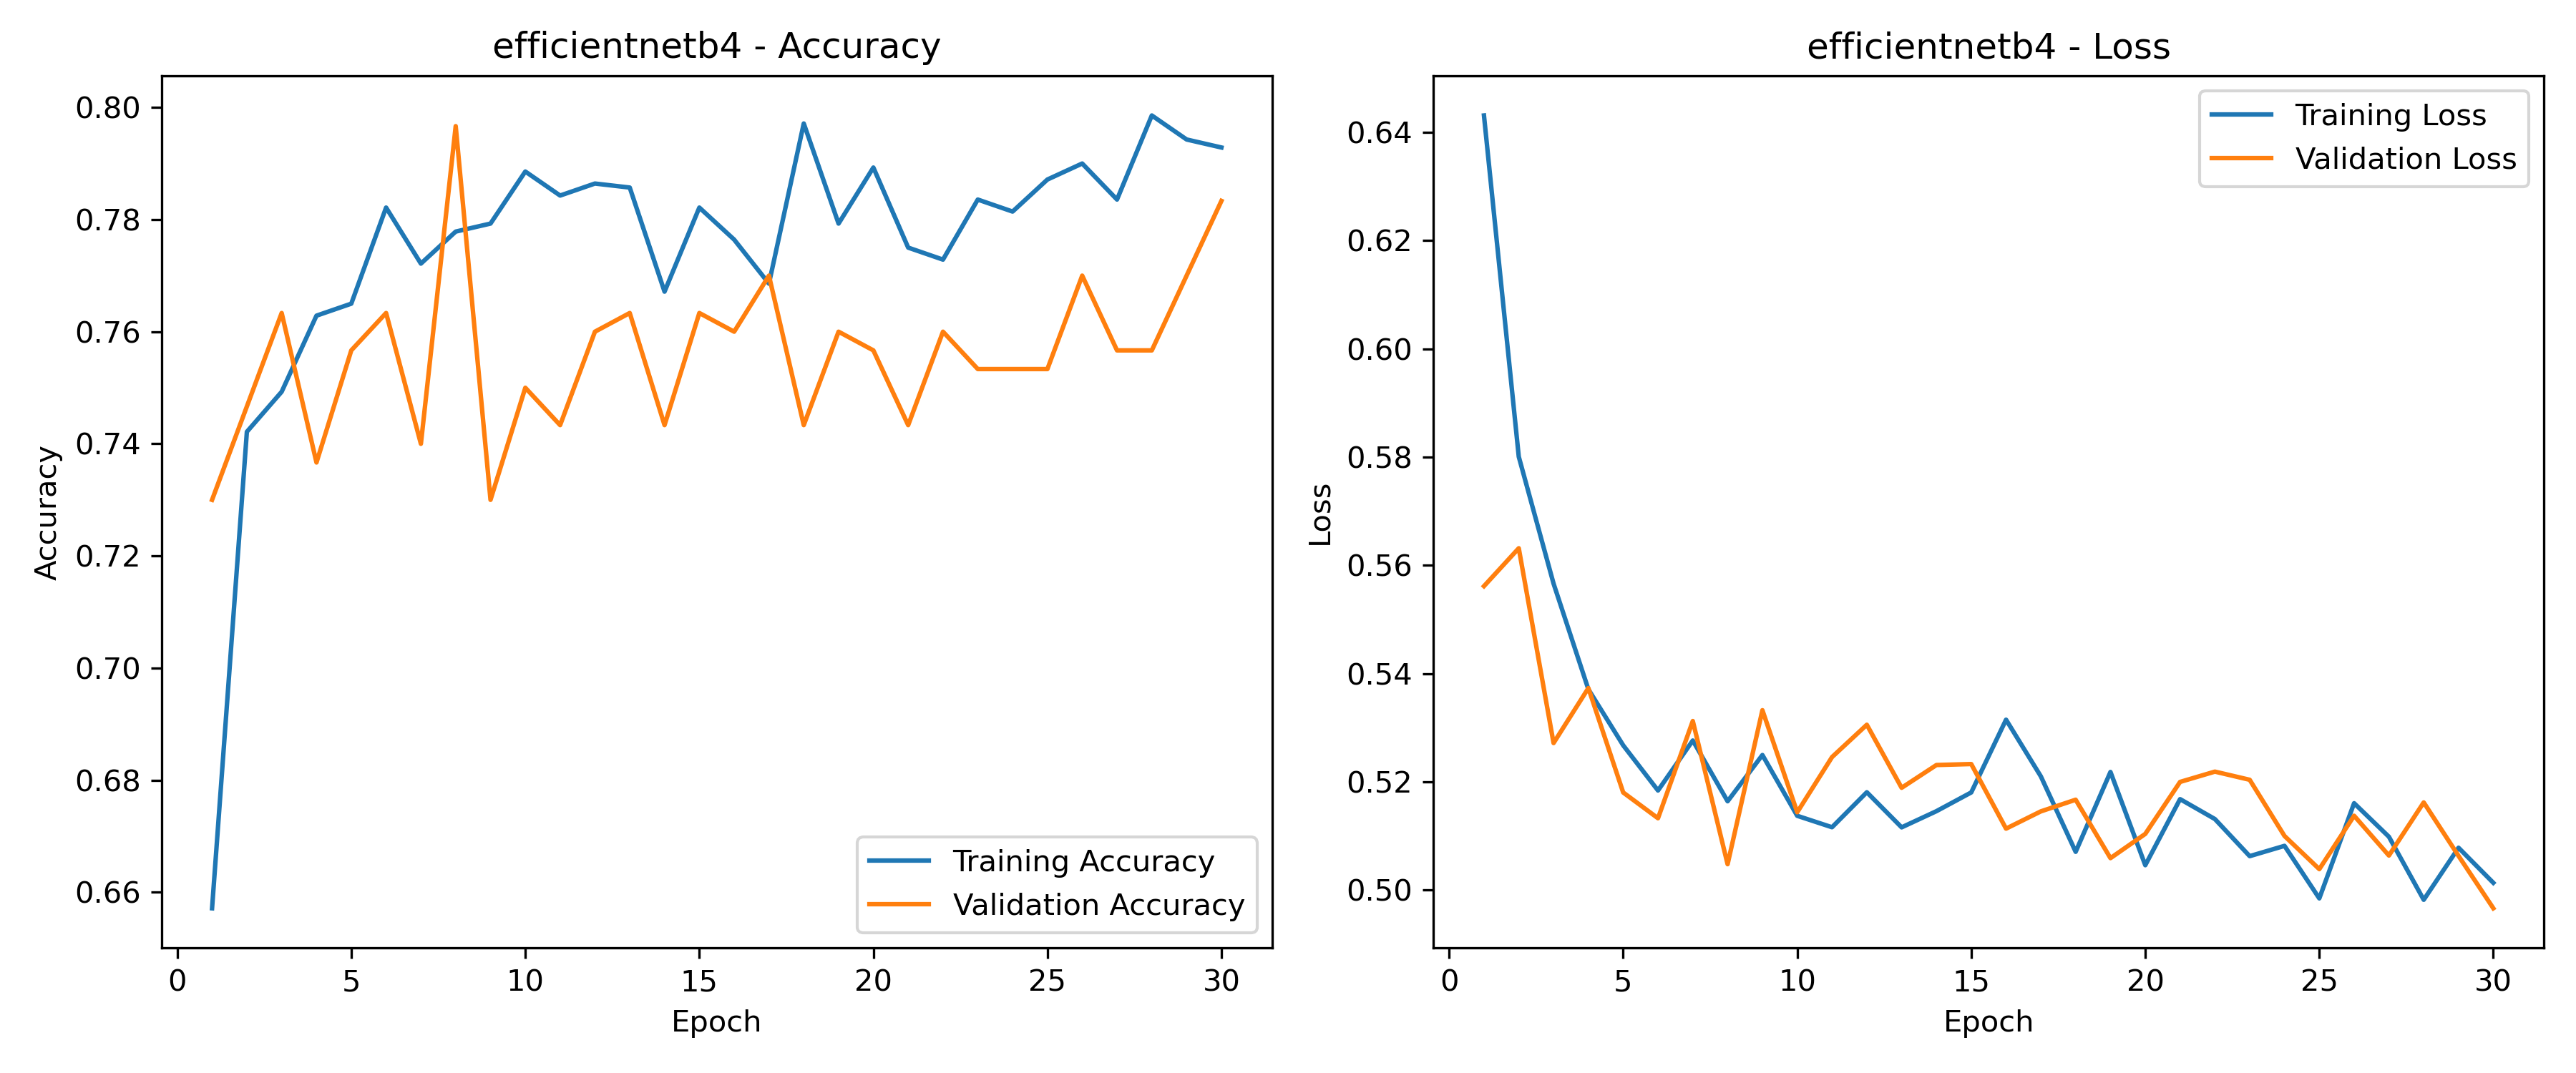 efficientnetb4 - Accuracy
0.80
0.78
0.76
0.74
0.72
0.70
0.68
0.66
Accuracy
0 5 10 15 20 25 30
Epoch
Training Accuracy
Validation Accuracy
efficientnetb4 - Loss
0.64
0.62
0.60
0.58
0.56
0.54
0.52
0.50
Loss
0 5 10 15 20 25 30
Epoch
Training Loss
Validation Loss